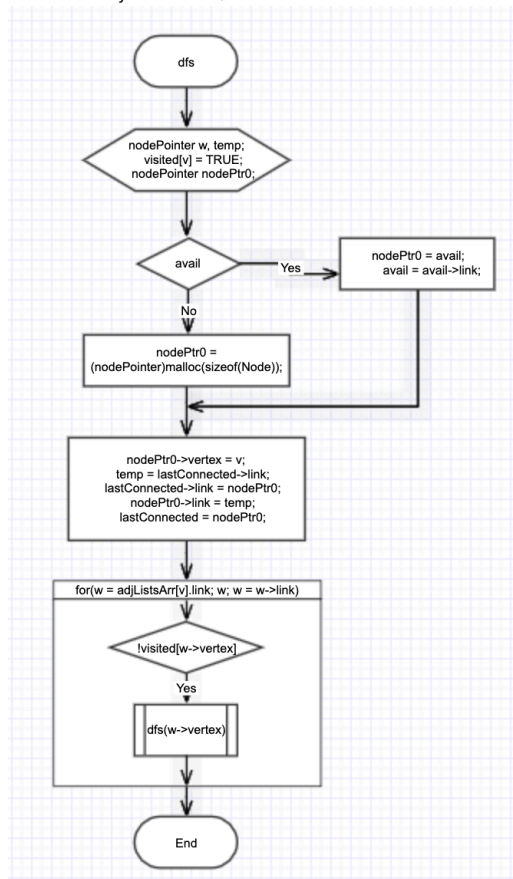 dfs
nodePointer w, temp;
visited[v] = TRUE;
nodePointer nodePtr0;
avail
Yes
nodePtr0 = avail;
avail = avail->link;
No
nodePtr0 =
(nodePointer)malloc(sizeof(Node));
nodePtr0->vertex = v;
temp = lastConnected->link;
lastConnected->link = nodePtr0;
nodePtr0->link = temp;
lastConnected = nodePtr0;
for(w = adjListsArr[v].link; w; w = w->link)
!visited[w->vertex]
Yes
dfs(w->vertex)
End